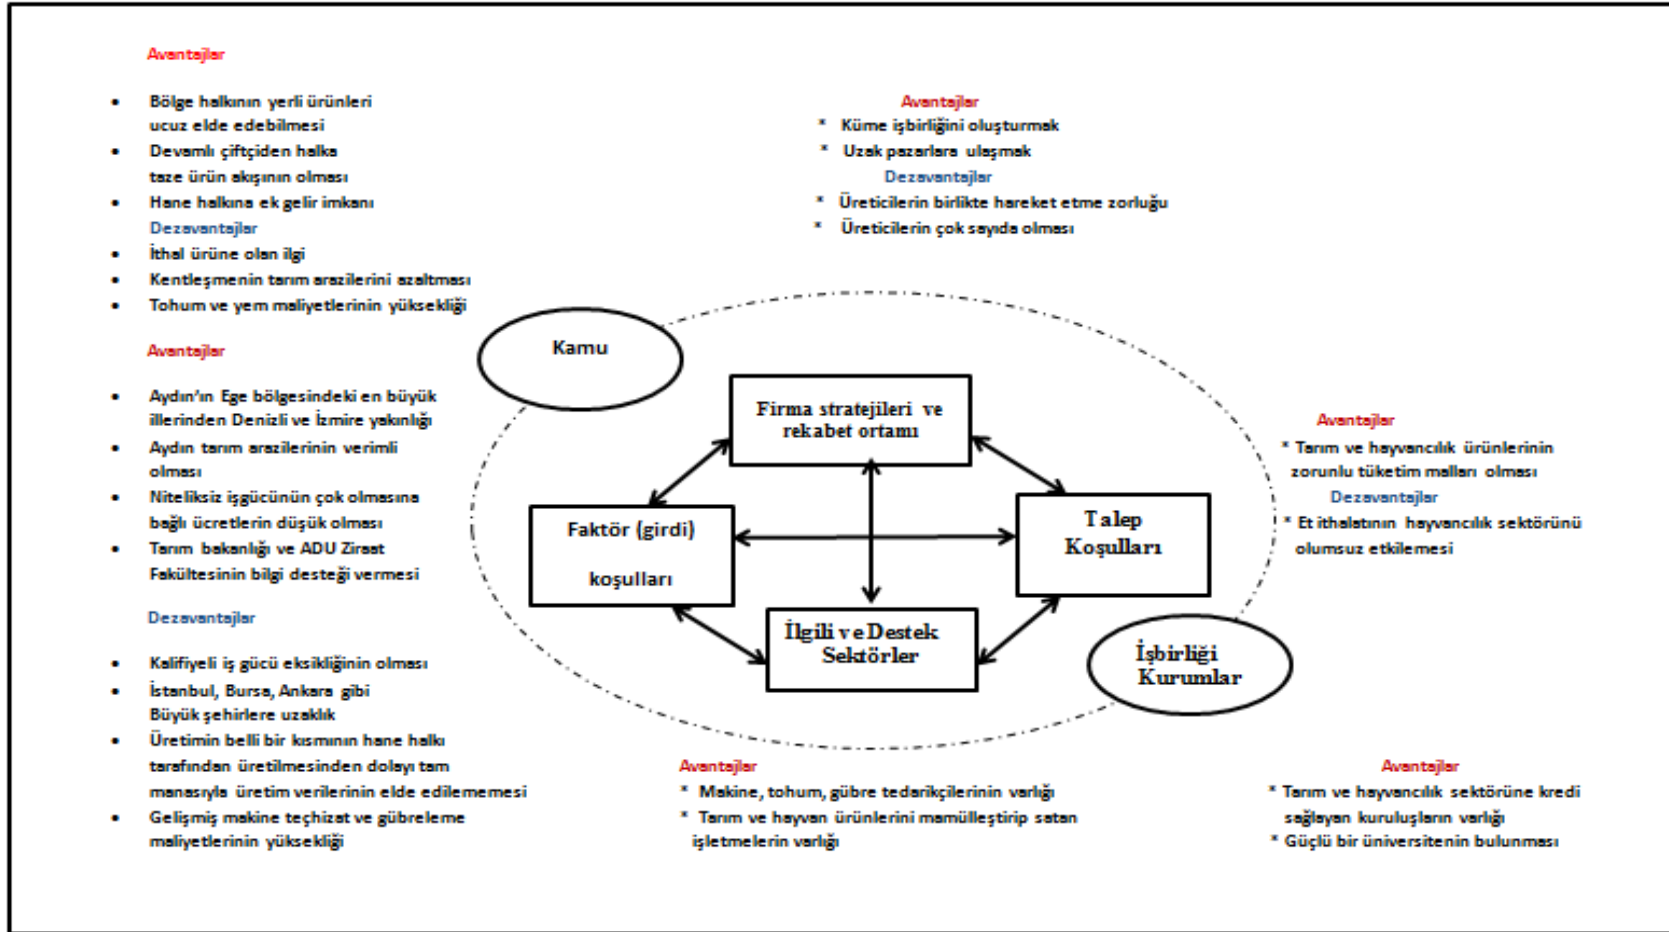 Avantajlar
• Bölge halkının yerli ürünleri
ucuz elde edebilmesi
• Devamlı çiftçiden halka
taze ürün akışının olması
• Hane halkına ek gelir imkanı
Dezavantajlar
• İthal ürüne olan ilgi
• Kentleşmenin tarım arazilerini azaltması
• Tohum ve yem maliyetlerinin yüksekliği
Avantajlar
* Küme işbirliğini oluşturmak
* Uzak pazarlara ulaşmak
Dezavantajlar
* Üreticilerin birlikte hareket etme zorluğu
* Üreticilerin çok sayıda olması
Avantajlar
• Aydın'ın Ege bölgesindeki en büyük
illerinden Denizli ve İzmire yakınlığı
• Aydın tarım arazilerinin verimli
olması
• Niteliksiz işgücünün çok olmasına
bağlı ücretlerin düşük olması
• Tarım bakanlığı ve ADU Ziraat
Fakültesinin bilgi desteği vermesi
Dezavantajlar
• Kalifiyeli iş gücü eksikliğinin olması
• İstanbul, Bursa, Ankara gibi
Büyük şehirlere uzaklık
• Üretimin belli bir kısmının hane halkı
tarafından üretilmesinden dolayı tam
manasıyla üretim verilerinin elde edilememesi
• Gelişmiş makine teçhizat ve gübreleme
maliyetlerinin yüksekliği
Kamu
Firma stratejileri ve
rekabet ortamı
Faktör (girdi)
koşulları
Talep
Koşulları
İlgili ve Destek
Sektörler
İşbirliği
Kurumlar
Avantajlar
* Tarım ve hayvancılık ürünlerinin
zorunlu tüketim malları olması
Dezavantajlar
* Et ithalatının hayvancılık sektörünü
olumsuz etkilemesi
Avantajlar
* Makine, tohum, gübre tedarikçilerinin varlığı
* Tarım ve hayvan ürünlerini mamülleştirip satan
işletmelerin varlığı
Avantajlar
* Tarım ve hayvancılık sektörüne kredi
sağlayan kuruluşların varlığı
* Güçlü bir üniversitenin bulunması